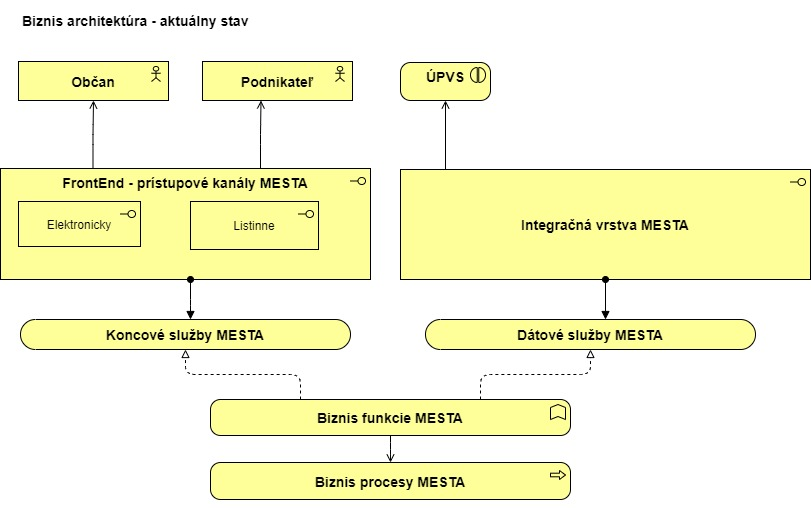 Biznis architektúra - aktuálny stav
Občan
Podnikateľ
ÚPVS
FrontEnd - prístupové kanály MESTA
Elektronicky
Listinne
Integračná vrstva MESTA
Koncové služby MESTA
Dátové služby MESTA
Biznis funkcie MESTA
Biznis procesy MESTA